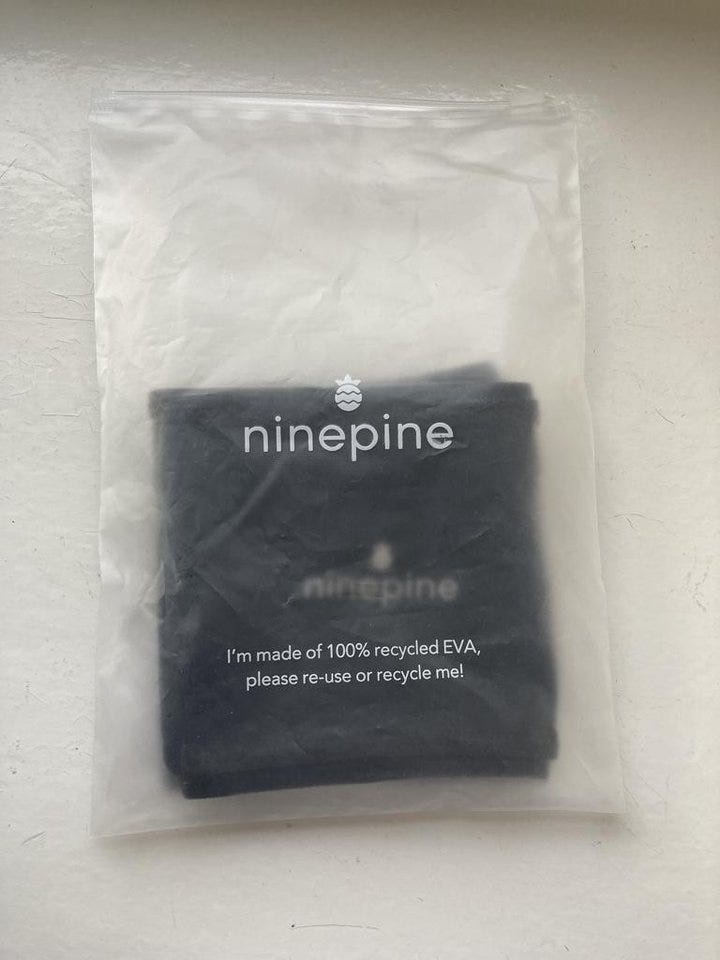 ninepine
ninepine
I'm made of 100% recycled EVA,
please re-use or recycle me!